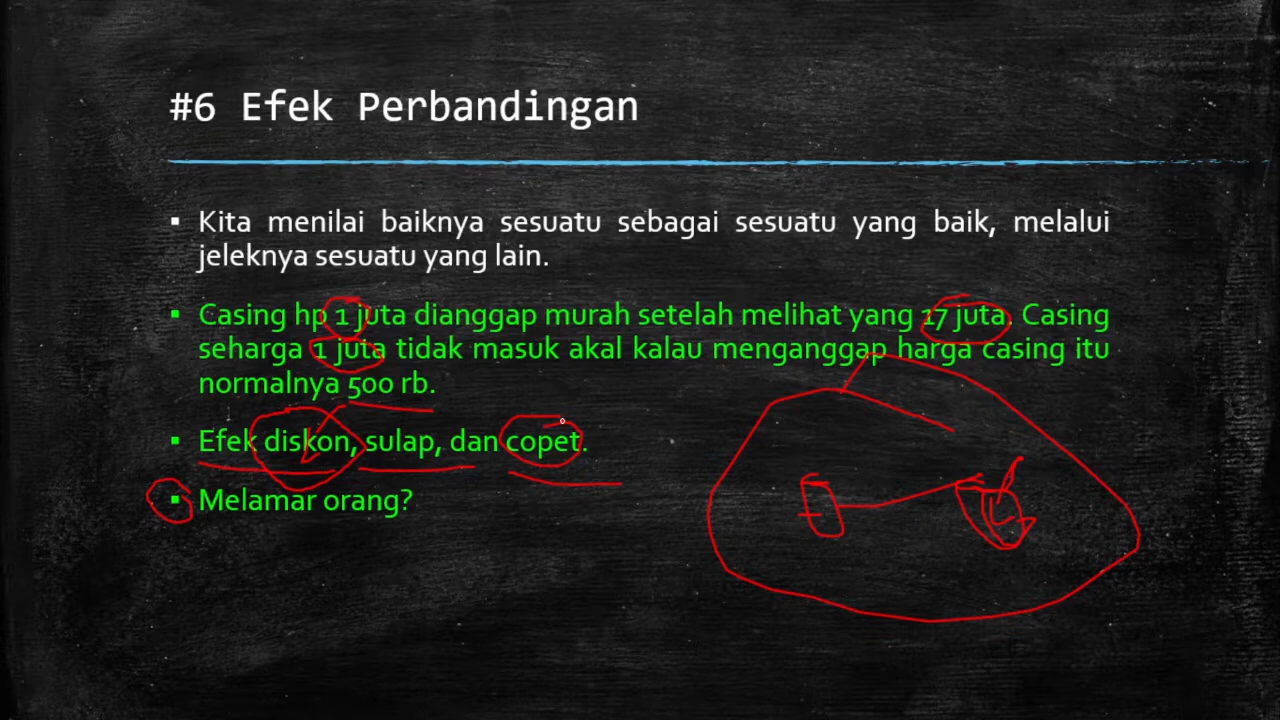 #6 Efek Perbandingan
▪ Kita menilai baiknya sesuatu sebagai sesuatu yang baik, melalui
jeleknya sesuatu yang lain.
▪ Casing hp 1 juta dianggap murah setelah melihat yang 17 juta. Casing
seharga 1 juta tidak masuk akal kalau menganggap harga casing itu
normalnya 500 rb.
▪ Efek diskon, sulap, dan copet.
▪ Melamar orang?